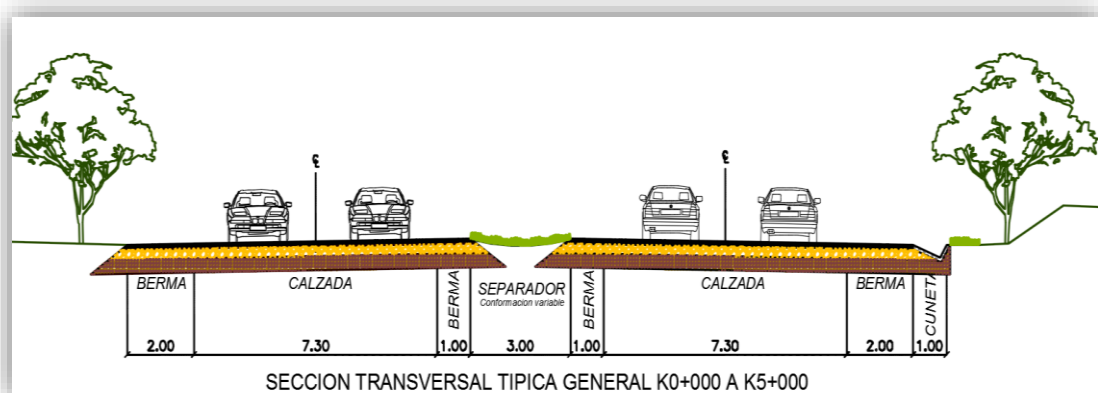 ℄ ℄
BERMA CALZADA BERMA SEPARADOR BERMA CALZADA BERMA CUNETA
Conformacion variable
2.00 7.30 1.00 3.00 1.00 7.30 2.00 1.00
SECCION TRANSVERSAL TIPICA GENERAL K0+000 A K5+000